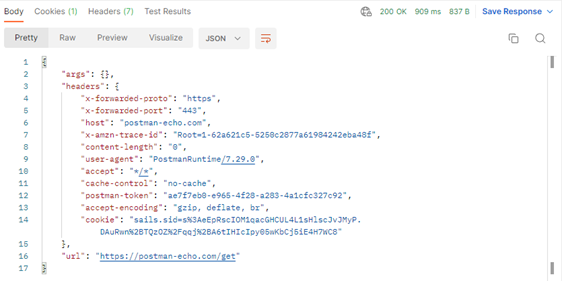 Body Cookies (1) Headers (7) Test Results 200 OK 909 ms 837 B Save Response
Pretty Raw Preview Visualize JSON
1 {
2 "args": {},
3 "headers": {
4 "x-forwarded-proto": "https",
5 "x-forwarded-port": "443",
6 "host": "postman-echo.com",
7 "x-amzn-trace-id": "Root=1-62a621c5-5250c2877a61984242eba48f",
8 "content-length": "0",
9 "user-agent": "PostmanRuntime/7.29.0",
10 "accept": "*/*",
11 "cache-control": "no-cache",
12 "postman-token": "ae7f7eb0-e965-4f28-a283-4a1cfc327c92",
13 "accept-encoding": "gzip, deflate, br",
14 "cookie": "sails.sid=s%3AeEpRscIOM1qacGHCUL4L1sHlscJvJMyP.
DAuRwn%2BTQzOZ%2Fqqj%2BA6tIHIcIpy05wKbCj5iE4H7WC8"
15 },
16 "url": "https://postman-echo.com/get"
17 }